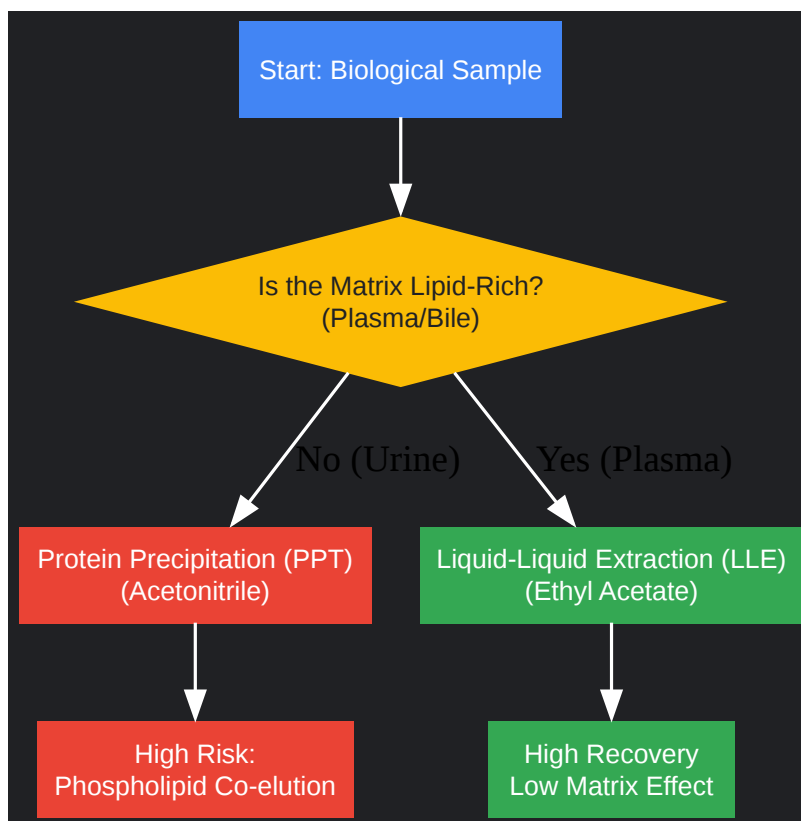 Start: Biological Sample
Is the Matrix Lipid-Rich?
(Plasma/Bile)
No (Urine)
Yes (Plasma)
Protein Precipitation (PPT)
(Acetonitrile)
Liquid-Liquid Extraction (LLE)
(Ethyl Acetate)
High Risk:
Phospholipid Co-elution
High Recovery
Low Matrix Effect